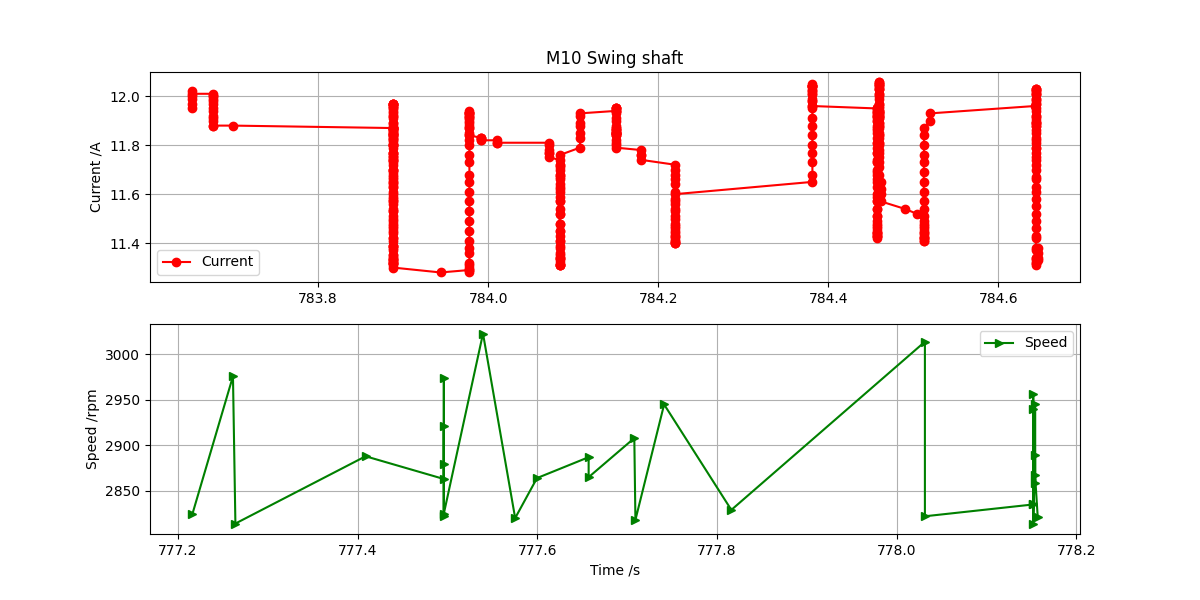 M10 Swing shaft
Current /A
12.0
11.8
11.6
11.4
Current
783.8 784.0 784.2 784.4 784.6
Speed /rpm
3000
2950
2900
2850
Speed
777.2 777.4 777.6 777.8 778.0 778.2
Time /s